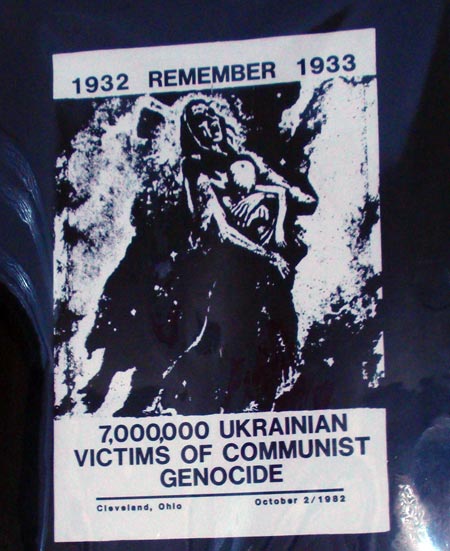 1932 REMEMBER 1933
7,000,000 UKRAINIAN
VICTIMS OF COMMUNIST
GENOCIDE
Cleveland, Ohio October 2/1982